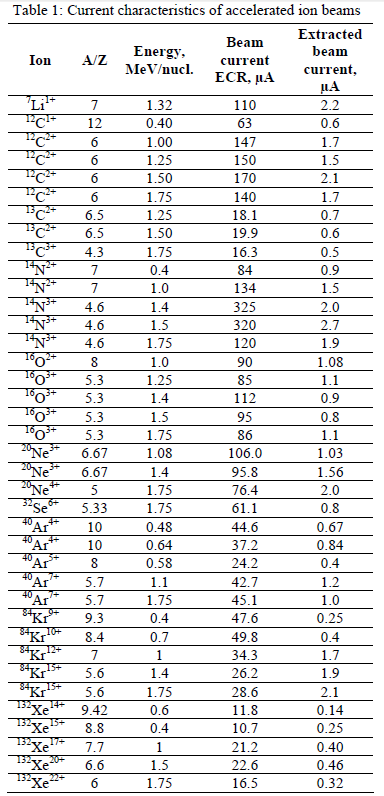 Table 1: Current characteristics of accelerated ion beams
Ion A/Z Energy, MeV/nucl. Beam current ECR, µA Extracted beam current, µA
⁷Li¹⁺ 7 1.32 110 2.2
¹²C¹⁺ 12 0.40 63 0.6
¹²C²⁺ 6 1.00 147 1.7
¹²C²⁺ 6 1.25 150 1.5
¹²C²⁺ 6 1.50 170 2.1
¹²C²⁺ 6 1.75 140 1.7
¹³C²⁺ 6.5 1.25 18.1 0.7
¹³C²⁺ 6.5 1.50 19.9 0.6
¹³C³⁺ 4.3 1.75 16.3 0.5
¹⁴N²⁺ 7 0.4 84 0.9
¹⁴N²⁺ 7 1.0 134 1.5
¹⁴N³⁺ 4.6 1.4 325 2.0
¹⁴N³⁺ 4.6 1.5 320 2.7
¹⁴N³⁺ 4.6 1.75 120 1.9
¹⁶O²⁺ 8 1.0 90 1.08
¹⁶O³⁺ 5.3 1.25 85 1.1
¹⁶O³⁺ 5.3 1.4 112 0.9
¹⁶O³⁺ 5.3 1.5 95 0.8
¹⁶O³⁺ 5.3 1.75 86 1.1
²⁰Ne³⁺ 6.67 1.08 106.0 1.03
²⁰Ne³⁺ 6.67 1.4 95.8 1.56
²⁰Ne⁴⁺ 5 1.75 76.4 2.0
³²Se⁶⁺ 5.33 1.75 61.1 0.8
⁴⁰Ar⁴⁺ 10 0.48 44.6 0.67
⁴⁰Ar⁴⁺ 10 0.64 37.2 0.84
⁴⁰Ar⁵⁺ 8 0.58 24.2 0.4
⁴⁰Ar⁷⁺ 5.7 1.1 42.7 1.2
⁴⁰Ar⁷⁺ 5.7 1.75 45.1 1.0
⁸⁴Kr⁹⁺ 9.3 0.4 47.6 0.25
⁸⁴Kr¹⁰⁺ 8.4 0.7 49.8 0.4
⁸⁴Kr¹²⁺ 7 1 34.3 1.7
⁸⁴Kr¹⁵⁺ 5.6 1.4 26.2 1.9
⁸⁴Kr¹⁵⁺ 5.6 1.75 28.6 2.1
¹³²Xe¹⁴⁺ 9.42 0.6 11.8 0.14
¹³²Xe¹⁵⁺ 8.8 0.4 10.7 0.25
¹³²Xe¹⁷⁺ 7.7 1 21.2 0.40
¹³²Xe²⁰⁺ 6.6 1.5 22.6 0.46
¹³²Xe²²⁺ 6 1.75 16.5 0.32